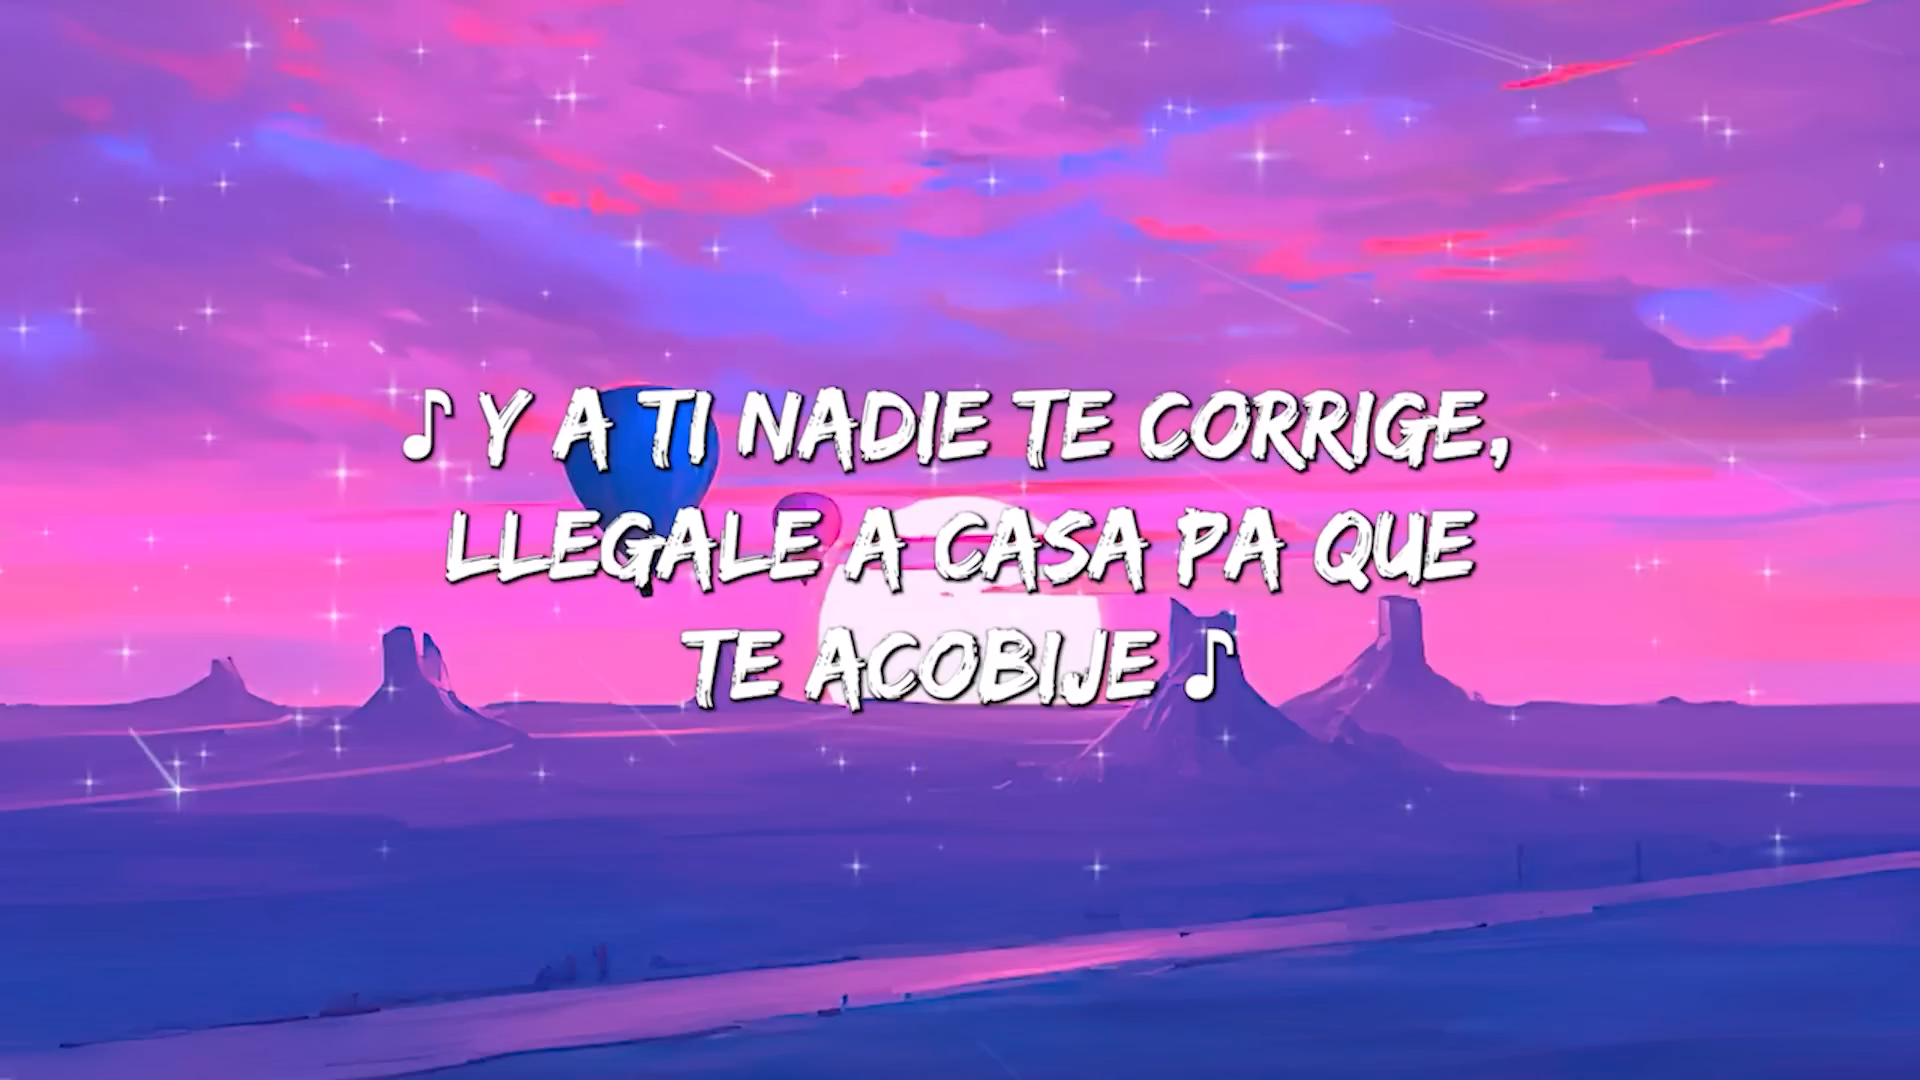 ♪ Y A TI NADIE TE CORRIGE,
LLEGALE A CASA PA QUE
TE ACOBIJE ♪